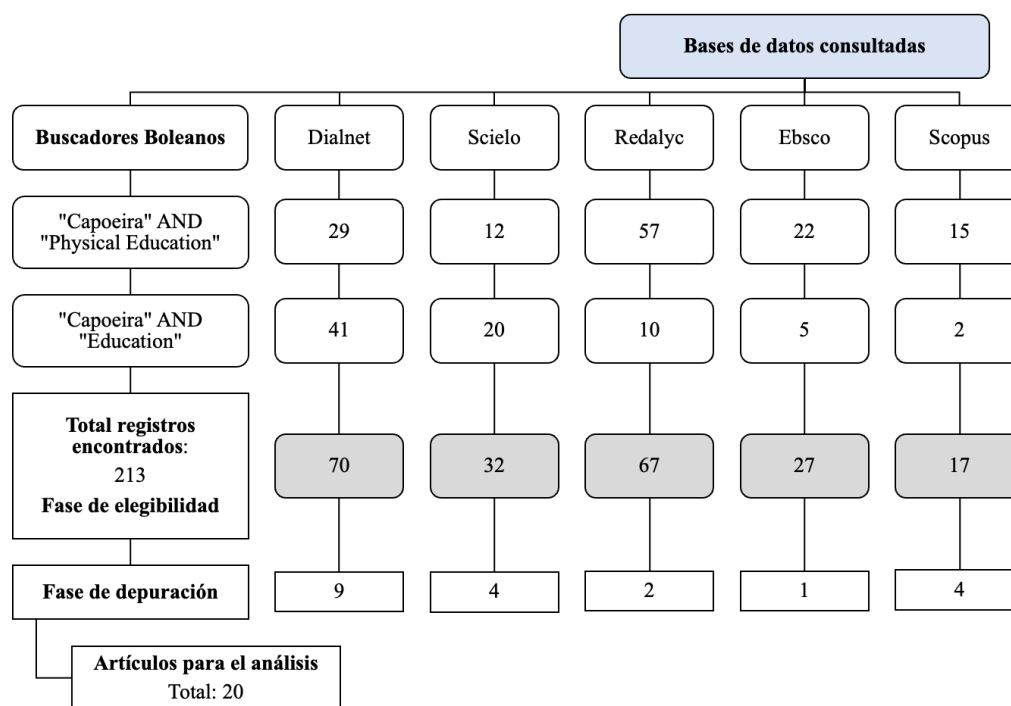 Bases de datos consultadas
Buscadores Boleanos
Dialnet
Scielo
Redalyc
Ebsco
Scopus
"Capoeira" AND
"Physical Education"
29
12
57
22
15
"Capoeira" AND
"Education"
41
20
10
5
2
Total registros
encontrados:
213
Fase de elegibilidad
70
32
67
27
17
Fase de depuración
9
4
2
1
4
Artículos para el análisis
Total: 20